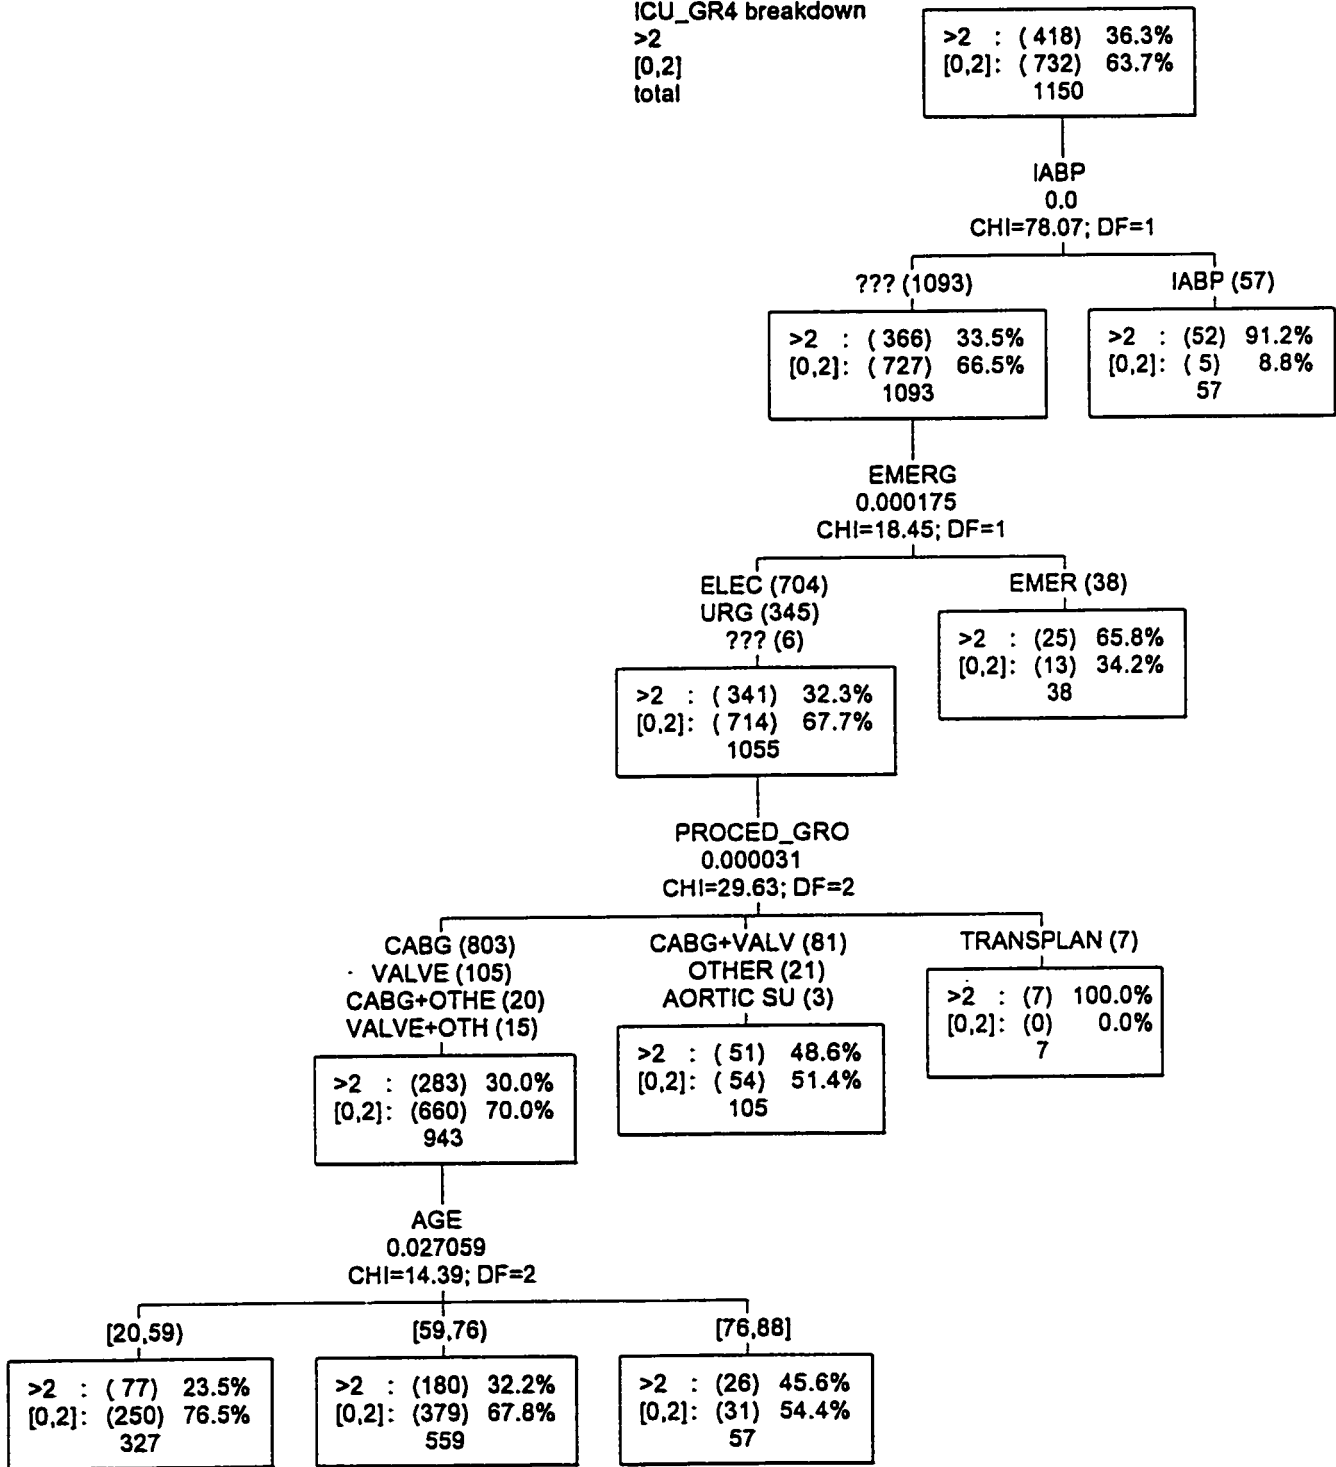 ICU_GR4 breakdown
>2
[0,2]
total
>2 : ( 418) 36.3%
[0,2]: ( 732) 63.7%
1150
IABP
0.0
CHI=78.07; DF=1
??? (1093)
IABP (57)
>2 : ( 366) 33.5%
[0,2]: ( 727) 66.5%
1093
>2 : (52) 91.2%
[0,2]: ( 5) 8.8%
57
EMERG
0.000175
CHI=18.45; DF=1
ELEC (704)
URG (345)
??? (6)
EMER (38)
>2 : ( 341) 32.3%
[0,2]: ( 714) 67.7%
1055
>2 : (25) 65.8%
[0,2]: (13) 34.2%
38
PROCED_GRO
0.000031
CHI=29.63; DF=2
CABG (803)
VALVE (105)
CABG+OTHE (20)
VALVE+OTH (15)
CABG+VALV (81)
OTHER (21)
AORTIC SU (3)
TRANSPLAN (7)
>2 : (283) 30.0%
[0,2]: (660) 70.0%
943
>2 : ( 51) 48.6%
[0,2]: ( 54) 51.4%
105
>2 : (7) 100.0%
[0,2]: (0) 0.0%
7
AGE
0.027059
CHI=14.39; DF=2
[20,59)
[59,76)
[76,88]
>2 : ( 77) 23.5%
[0,2]: (250) 76.5%
327
>2 : (180) 32.2%
[0,2]: (379) 67.8%
559
>2 : (26) 45.6%
[0,2]: (31) 54.4%
57